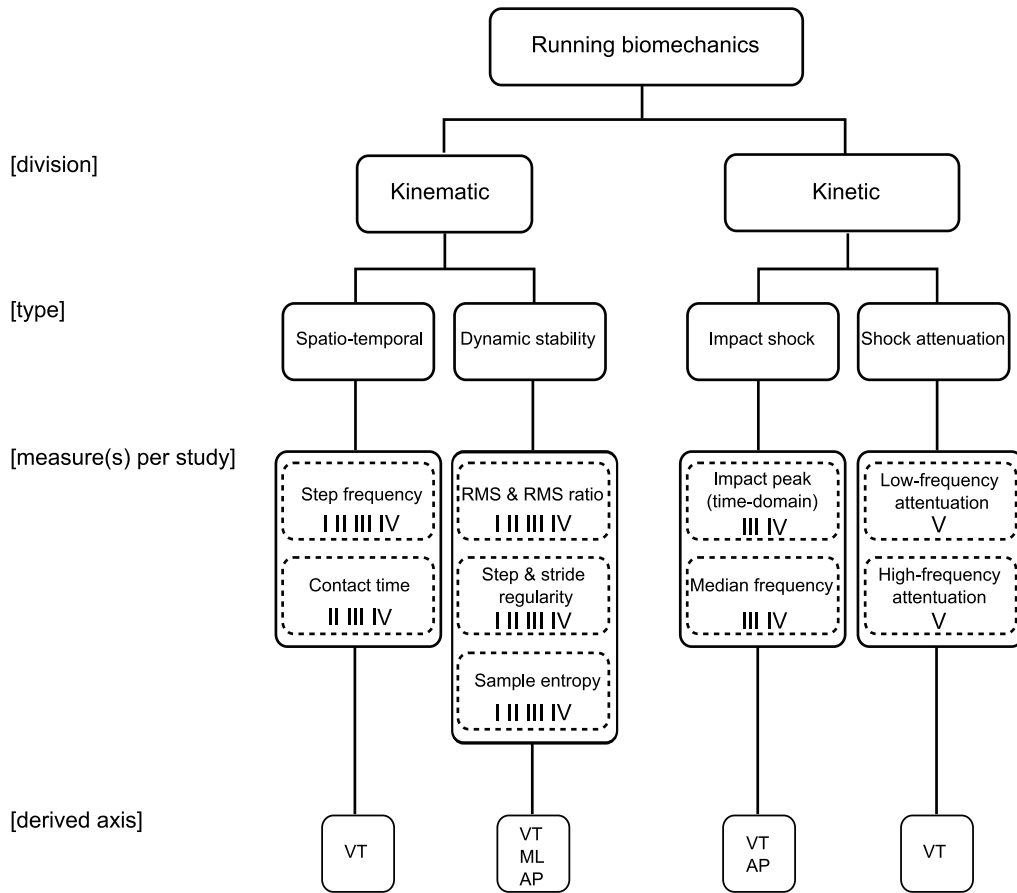 Running biomechanics
[division]
Kinematic
Kinetic
[type]
Spatio-temporal
Dynamic stability
Impact shock
Shock attenuation
[measure(s) per study]
Step frequency
I II III IV
Contact time
II III IV
RMS & RMS ratio
I II III IV
Step & stride
regularity
I II III IV
Sample entropy
I II III IV
Impact peak
(time-domain)
III IV
Median frequency
III IV
Low-frequency
attentuation
V
High-frequency
attentuation
V
[derived axis]
VT
VT
ML
AP
VT
AP
VT